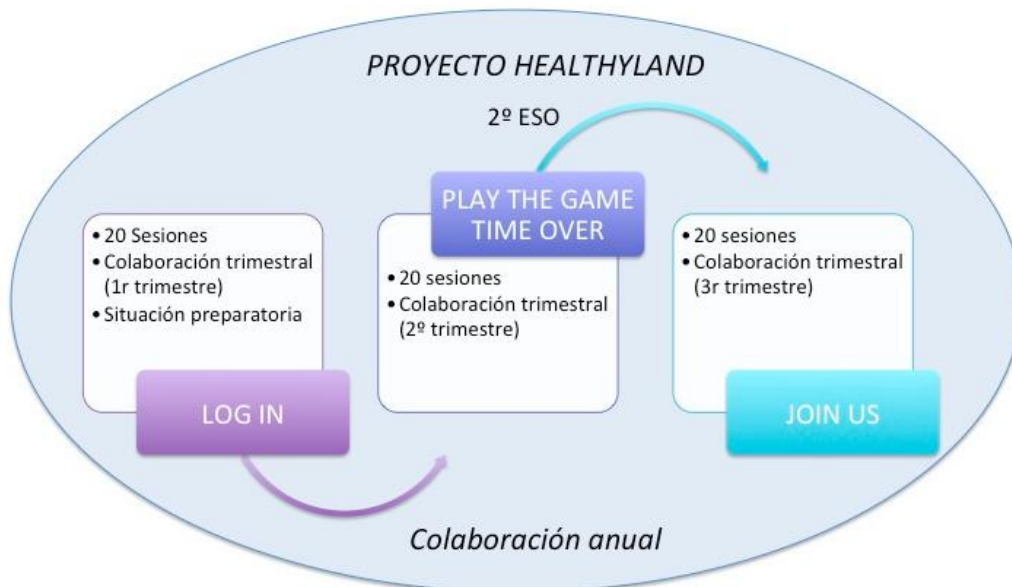 PROYECTO HEALTHYLAND
2º ESO
• 20 Sesiones
• Colaboración trimestral
(1r trimestre)
• Situación preparatoria
LOG IN
PLAY THE GAME
TIME OVER
• 20 sesiones
• Colaboración trimestral
(2º trimestre)
• 20 sesiones
• Colaboración trimestral
(3r trimestre)
JOIN US
Colaboración anual